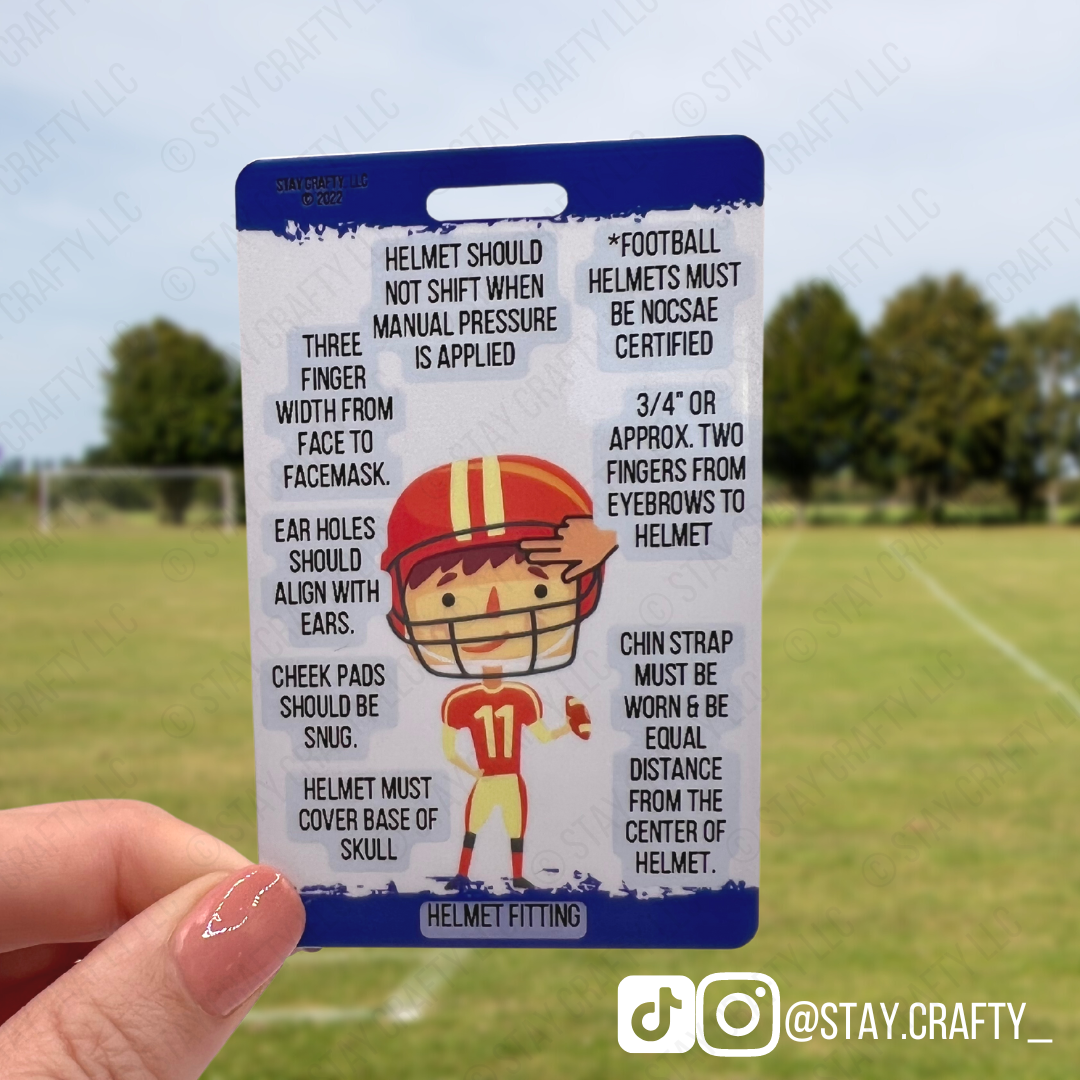 STAY CRAFTY, LLC
© 2022
HELMET SHOULD
NOT SHIFT WHEN
MANUAL PRESSURE
IS APPLIED
*FOOTBALL
HELMETS MUST
BE NOCSAE
CERTIFIED
THREE
FINGER
WIDTH FROM
FACE TO
FACEMASK.
3/4" OR
APPROX. TWO
FINGERS FROM
EYEBROWS TO
HELMET
EAR HOLES
SHOULD
ALIGN WITH
EARS.
CHEEK PADS
SHOULD BE
SNUG.
HELMET MUST
COVER BASE OF
SKULL
CHIN STRAP
MUST BE
WORN & BE
EQUAL
DISTANCE
FROM THE
CENTER OF
HELMET.
11
HELMET FITTING
@STAY.CRAFTY_
© STAY CRAFTY LLC